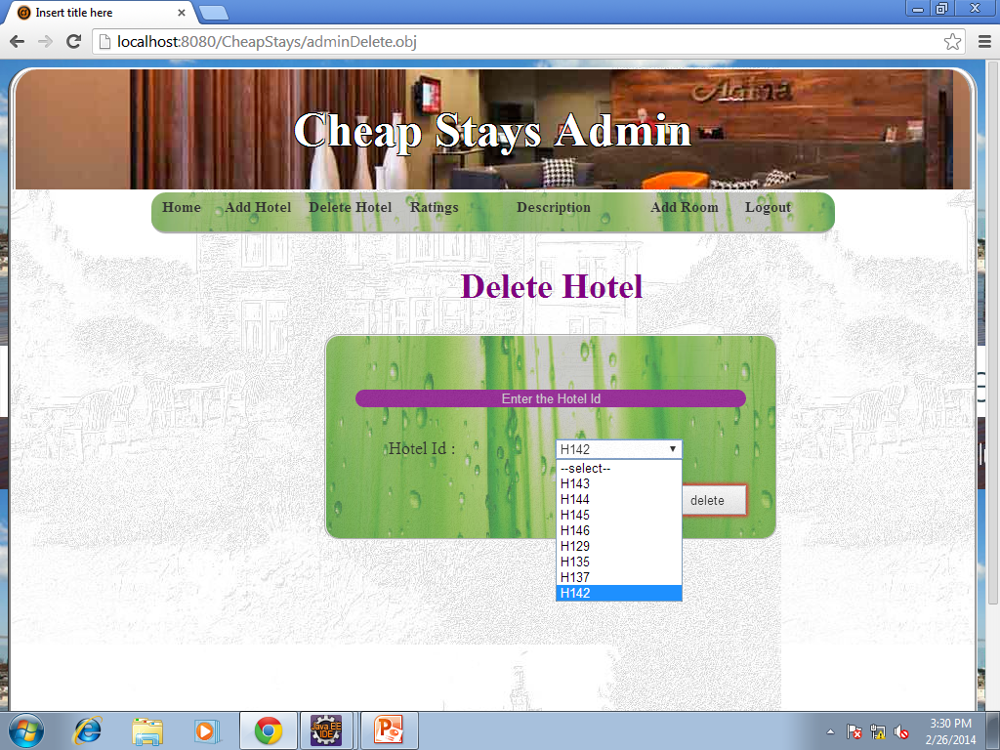 Insert title here
localhost:8080/CheapStays/adminDelete.obj
Adina
Cheap Stays Admin
Home Add Hotel Delete Hotel Ratings Description Add Room Logout
Delete Hotel
Enter the Hotel Id
Hotel Id : H142
--select--
H143
H144
delete
H145
H146
H129
H135
H137
H142
Java EE
IDE
3:30 PM
2/26/2014